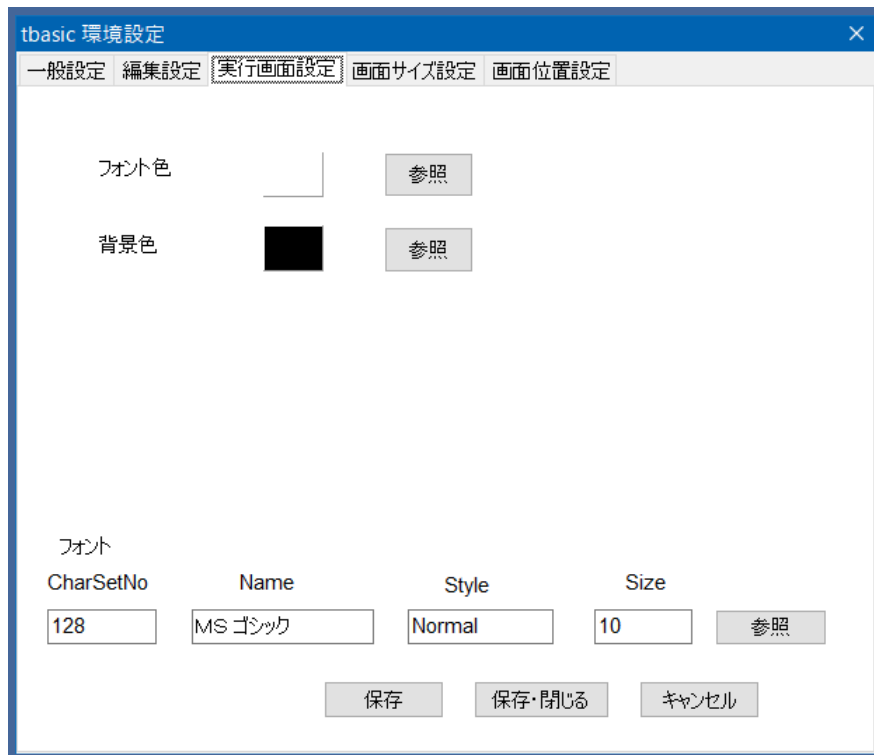 tbasic 環境設定
一般設定 編集設定 実行画面設定 画面サイズ設定 画面位置設定
フォント色 参照
背景色 参照
フォント
CharSetNo Name Style Size
128 MS ゴシック Normal 10 参照
保存 保存・閉じる キャンセル